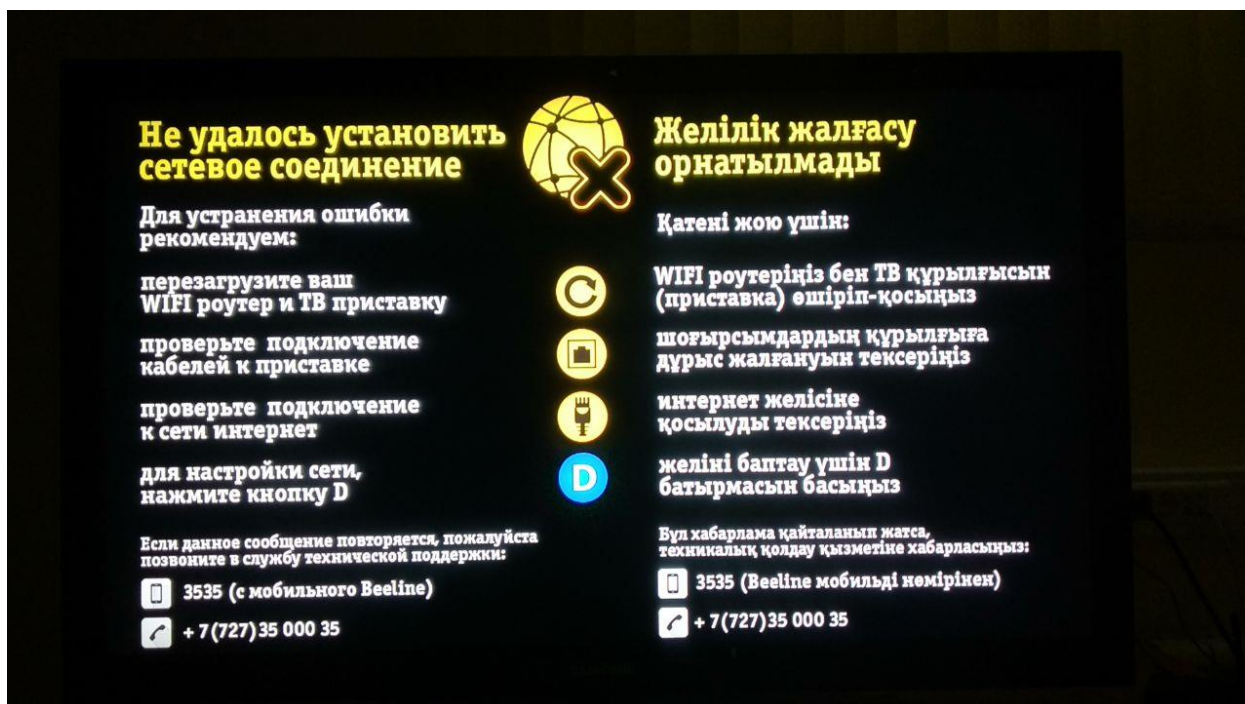 Не удалось установить
сетевое соединение
Для устранения ошибки
рекомендуем:
перезагрузите ваш
WIFI роутер и ТВ приставку
проверьте подключение
кабелей к приставке
проверьте подключение
к сети интернет
для настройки сети,
нажмите кнопку D
Если данное сообщение повторяется, пожалуйста
позвоните в службу технической поддержки:
3535 (с мобильного Beeline)
+ 7(727)35 000 35
D
Желілік жалғасу
орнатылмады
Қатені жою үшін:
WIFI роутеріңіз бен ТВ құрылғысын
(приставка) өшіріп-қосыңыз
шоғырсымдардың құрылғыға
дұрыс жалғануын тексеріңіз
интернет желісіне
қосылуды тексеріңіз
желіні баптау үшін D
батырмасын басыңыз
Бұл хабарлама қайталанып жатса,
техникалық қолдау қызметіне хабарласыңыз:
3535 (Beeline мобильді нөмірінен)
+ 7(727)35 000 35